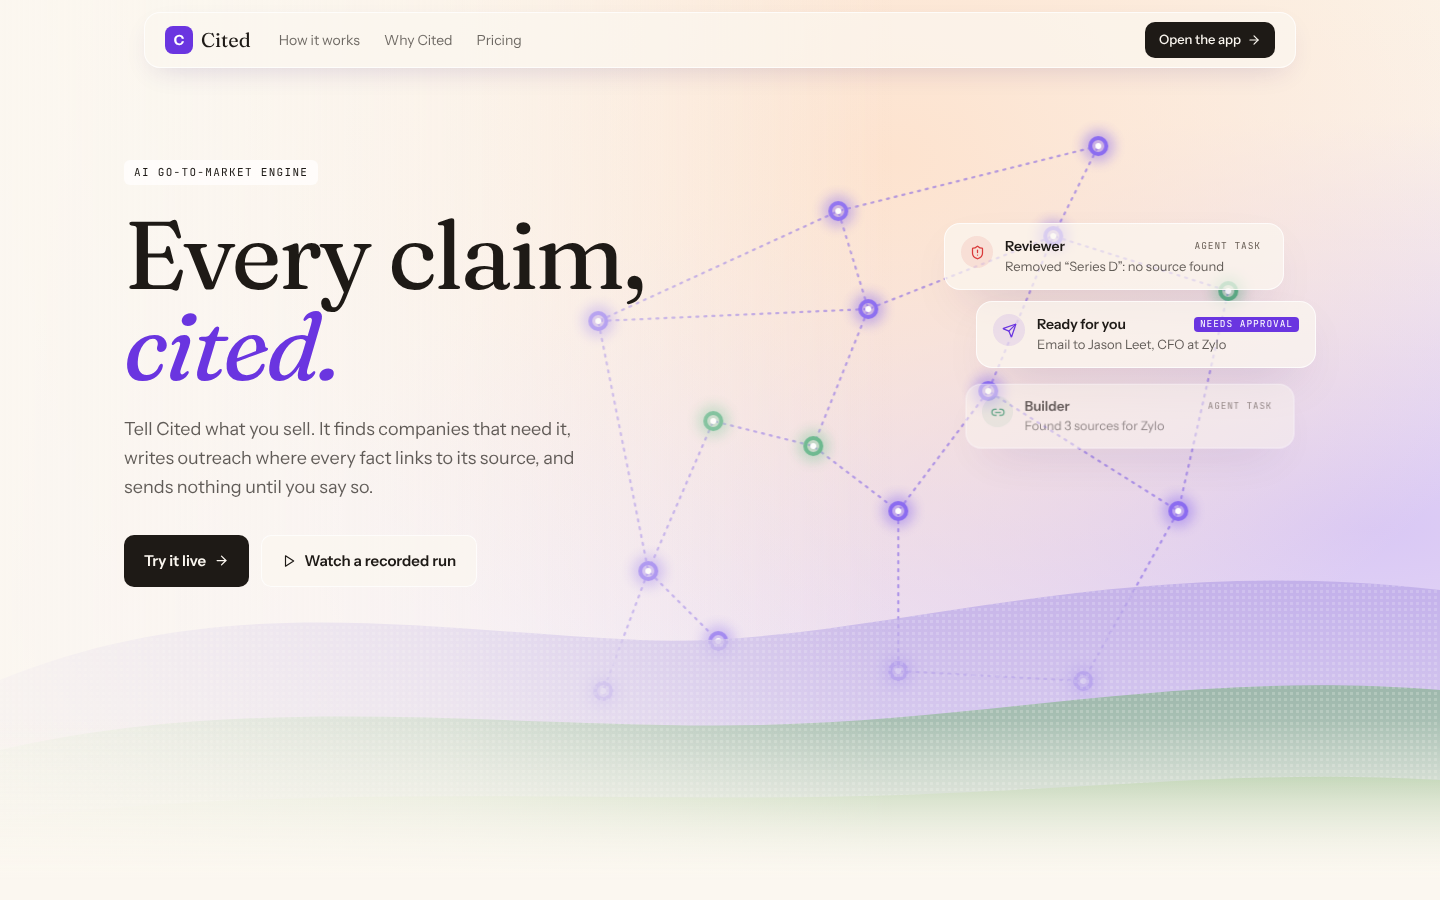 C Cited How it works Why Cited Pricing Open the app
AI GO-TO-MARKET ENGINE
Every claim,
cited.
Tell Cited what you sell. It finds companies that need it,
writes outreach where every fact links to its source, and
sends nothing until you say so.
Try it live Watch a recorded run
Reviewer AGENT TASK
Removed “Series D”: no source found
Ready for you NEEDS APPROVAL
Email to Jason Leet, CFO at Zylo
Builder AGENT TASK
Found 3 sources for Zylo